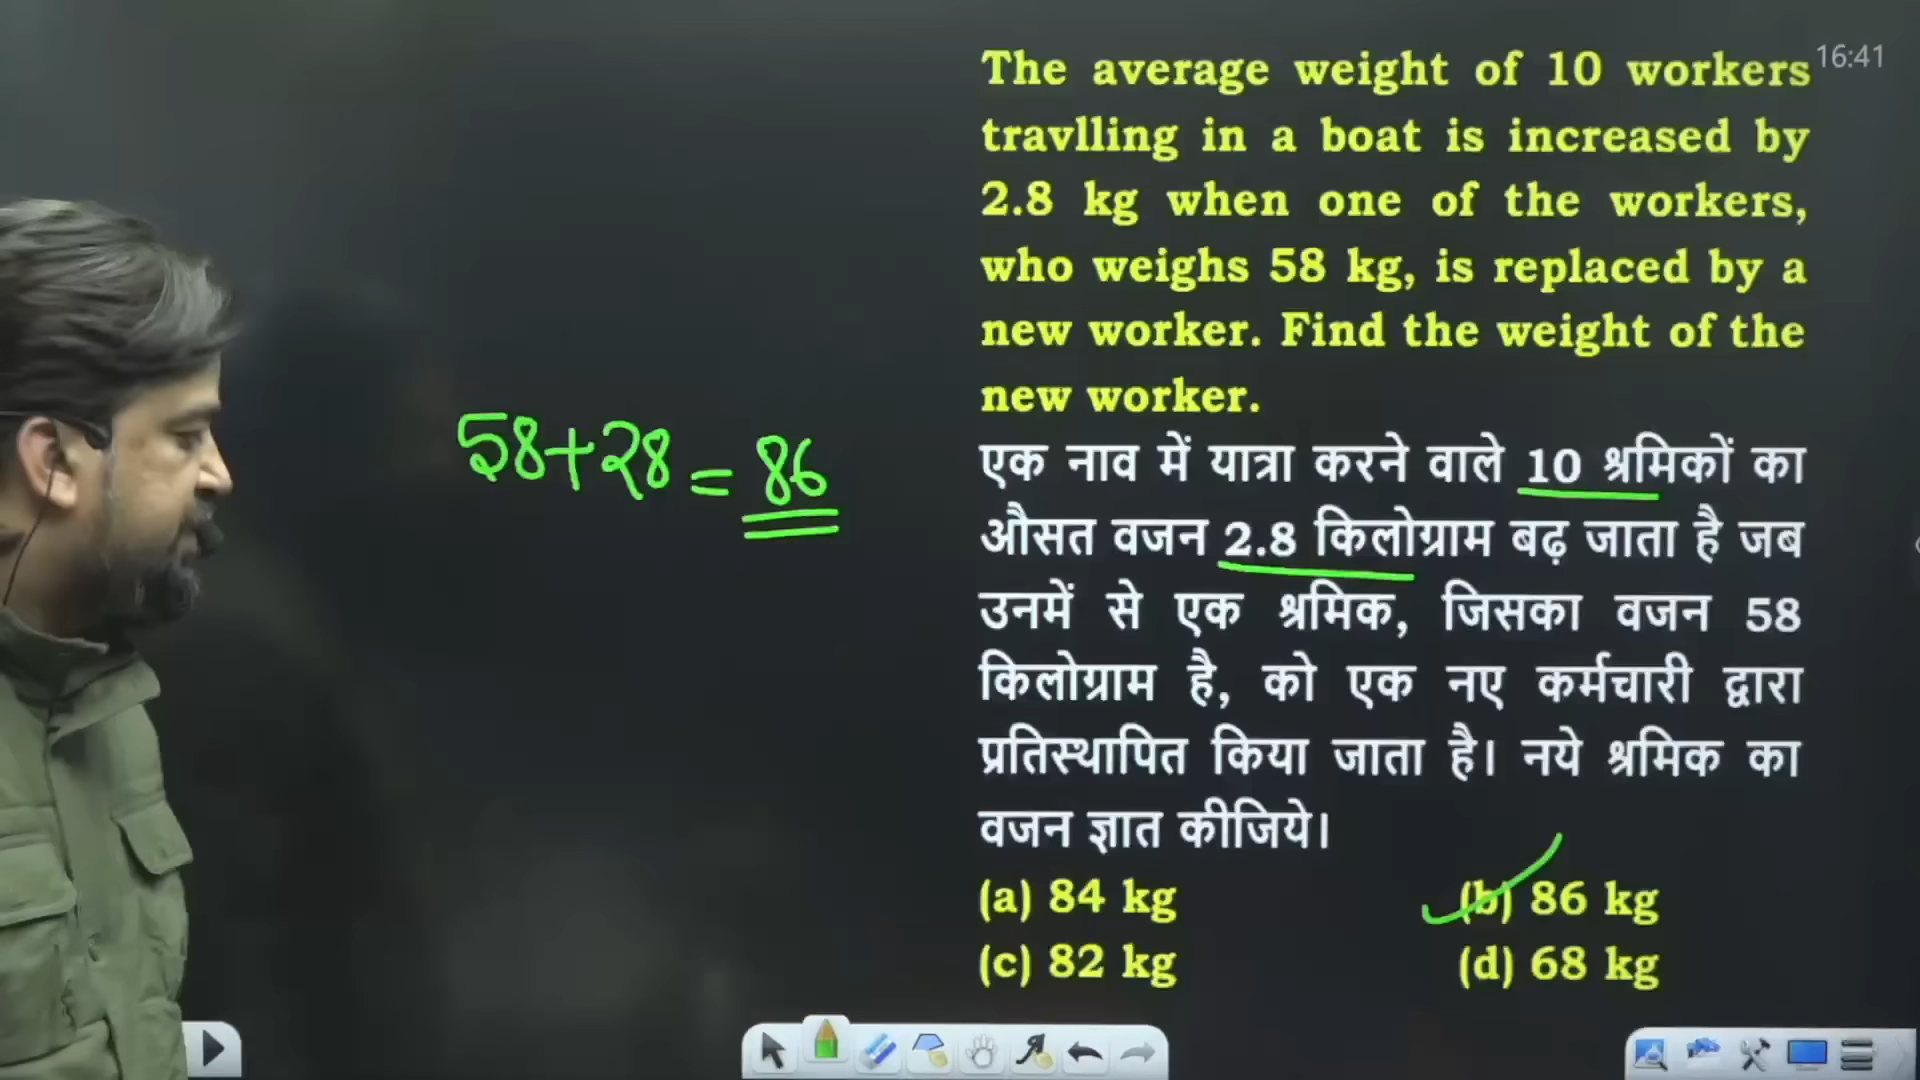 The average weight of 10 workers
16:41
travlling in a boat is increased by
2.8 kg when one of the workers,
who weighs 58 kg, is replaced by a
new worker. Find the weight of the
new worker.
58+28 = 86
एक नाव में यात्रा करने वाले 10 श्रमिकों का
औसत वजन 2.8 किलोग्राम बढ़ जाता है जब
उनमें से एक श्रमिक, जिसका वजन 58
किलोग्राम है, को एक नए कर्मचारी द्वारा
प्रतिस्थापित किया जाता है। नये श्रमिक का
वजन ज्ञात कीजिये।
(a) 84 kg
(b) 86 kg
(c) 82 kg
(d) 68 kg